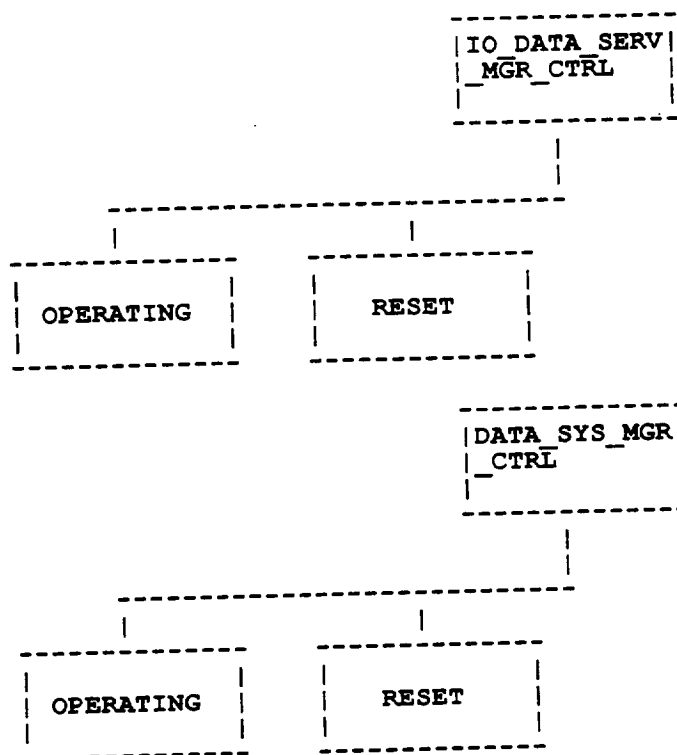 IO_DATA_SERV
_MGR_CTRL
OPERATING
RESET
DATA_SYS_MGR
_CTRL
OPERATING
RESET